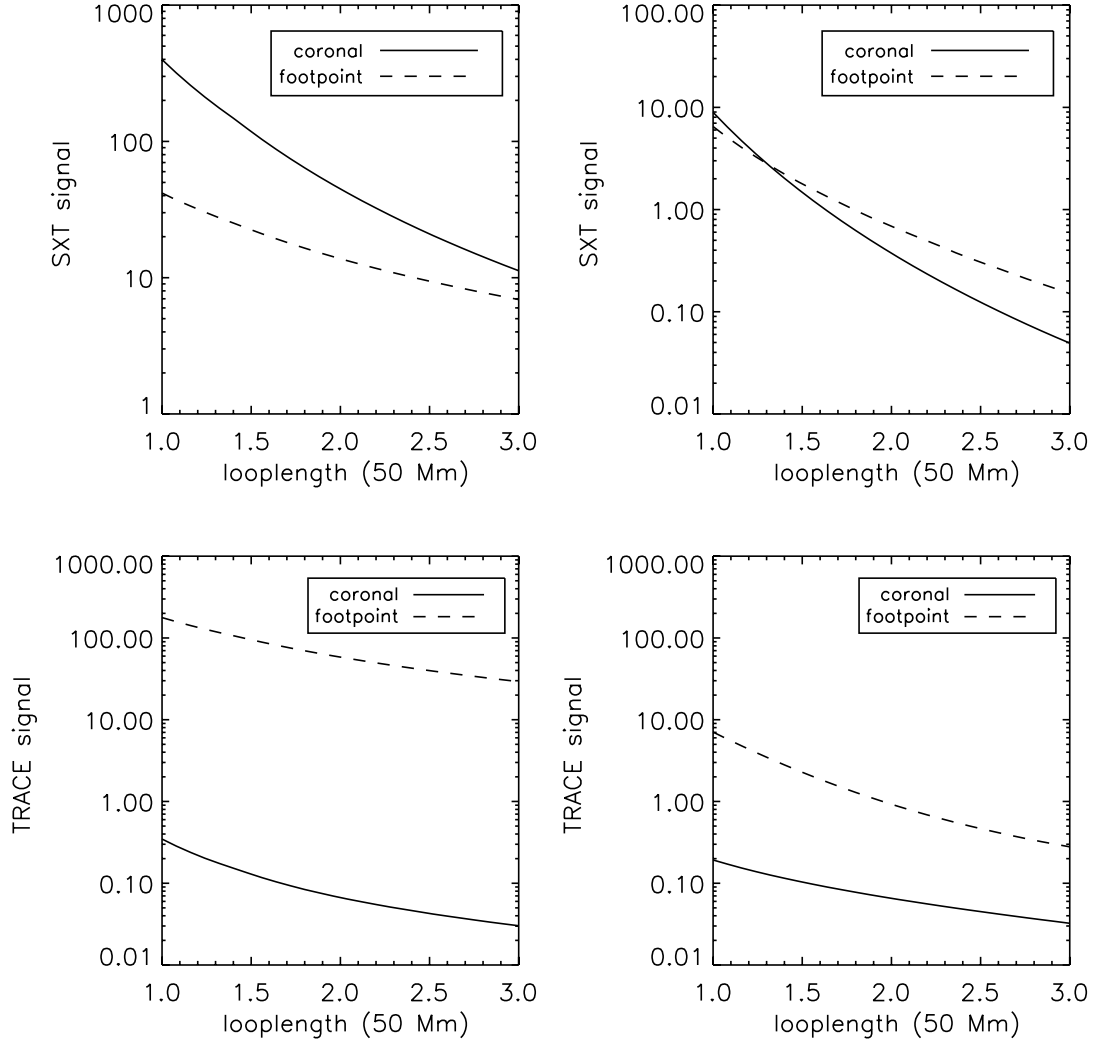 1000
100
10
1
SXT signal
coronal
footpoint
1.0 1.5 2.0 2.5 3.0
looplength (50 Mm)
100.00
10.00
1.00
0.10
0.01
SXT signal
coronal
footpoint
1.0 1.5 2.0 2.5 3.0
looplength (50 Mm)
1000.00
100.00
10.00
1.00
0.10
0.01
TRACE signal
coronal
footpoint
1.0 1.5 2.0 2.5 3.0
looplength (50 Mm)
1000.00
100.00
10.00
1.00
0.10
0.01
TRACE signal
coronal
footpoint
1.0 1.5 2.0 2.5 3.0
looplength (50 Mm)